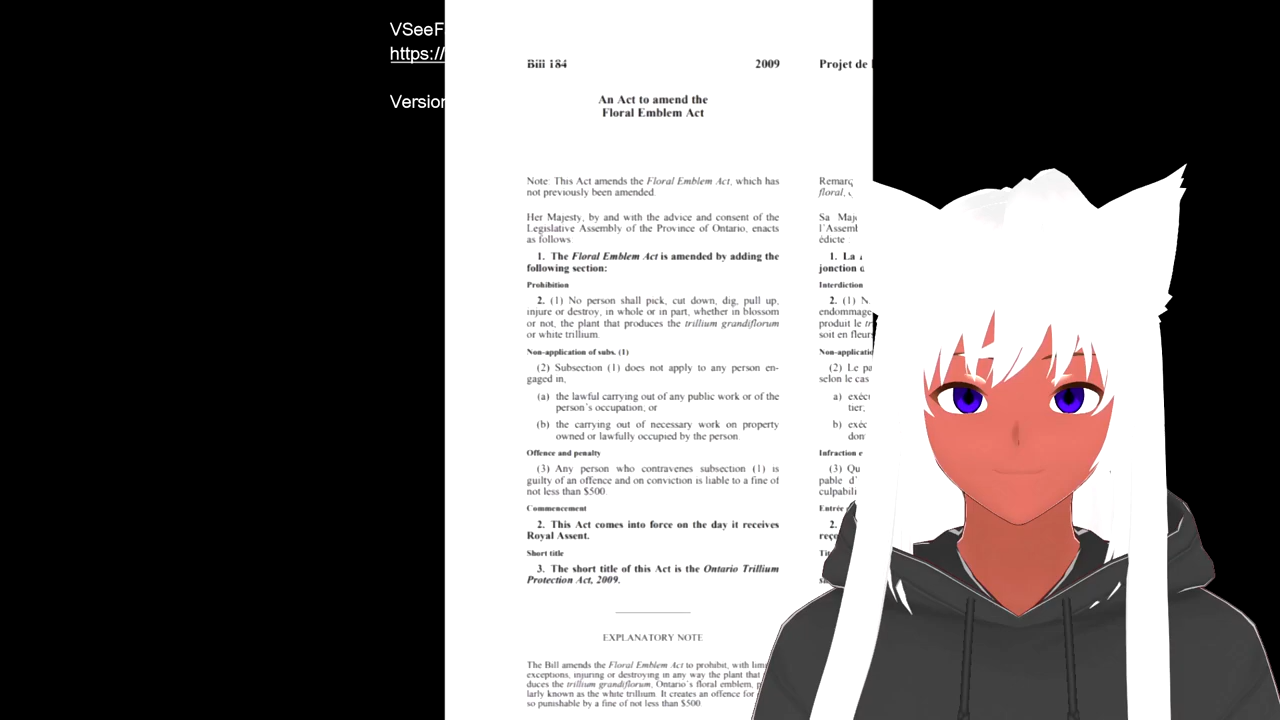 VSeeF
https://
Version
Bill 184 2009 Projet de
An Act to amend the
Floral Emblem Act
Note: This Act amends the Floral Emblem Act, which has
not previously been amended.
Her Majesty, by and with the advice and consent of the
Legislative Assembly of the Province of Ontario, enacts
as follows
1. The Floral Emblem Act is amended by adding the
following section:
Prohibition
2. (1) No person shall pick, cut down, dig, pull up,
injure or destroy, in whole or in part, whether in blossom
or not, the plant that produces the trillium grandiflorum
or white trillium.
Non-application of subs. (1)
(2) Subsection (1) does not apply to any person en-
gaged in,
(a) the lawful carrying out of any public work or of the
person's occupation, or
(b) the carrying out of necessary work on property
owned or lawfully occupied by the person.
Offence and penalty
(3) Any person who contravenes subsection (1) is
guilty of an offence and on conviction is liable to a fine of
not less than $500
Commencement
2. This Act comes into force on the day it receives
Royal Assent.
Short title
3. The short title of this Act is the Ontario Trillium
Protection Act, 2009.
EXPLANATORY NOTE
The Bill amends the Floral Emblem Act to prohibit, with lim
exceptions, injuring or destroying in any way the plant that
duces the trillium grandiflorum, Ontario's floral emblem, p
larly known as the white trillium. It creates an offence for
so punishable by a fine of not less than $500.
Remarq
floral,
Sa Maj
l'Assem
édicte
1. La
jonction
Interdiction
2. (1) N
endommage
produit le tr
soit en fleurs
Non-applicatio
(2) Le pa
selon le cas
a) exécu
tier;
b) exéc
don
Infraction e
(3) Qu
pable d'
culpabili
Entrée
2.
reço